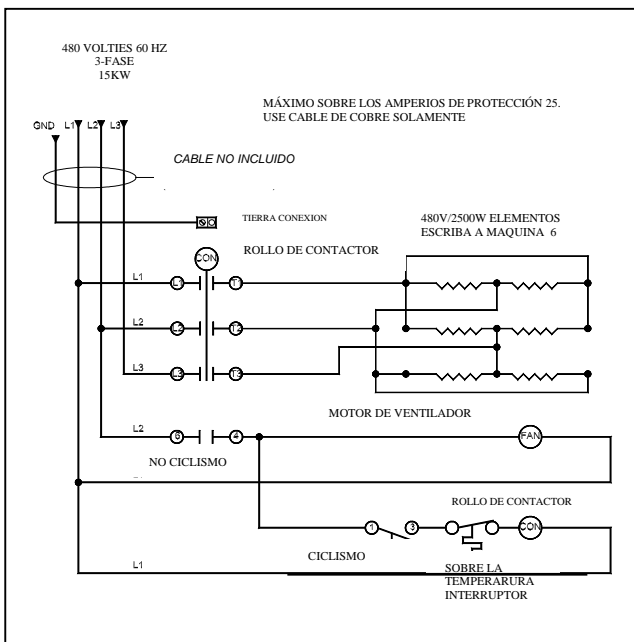 480 VOLTIES 60 HZ
3-FASE
15KW
MÁXIMO SOBRE LOS AMPERIOS DE PROTECCIÓN 25.
USE CABLE DE COBRE SOLAMENTE
GND L1 L2 L3
CABLE NO INCLUIDO
TIERRA CONEXION
480V/2500W ELEMENTOS
ESCRIBA A MAQUINA 6
ROLLO DE CONTACTOR
CON
L1 L1 T1
L2 L2 T2
L3 L3 T3
MOTOR DE VENTILADOR
L2 6 4 FAN
NO CICLISMO
ROLLO DE CONTACTOR
1 3 CON
CICLISMO
L1
SOBRE LA
TEMPERARURA
INTERRUPTOR